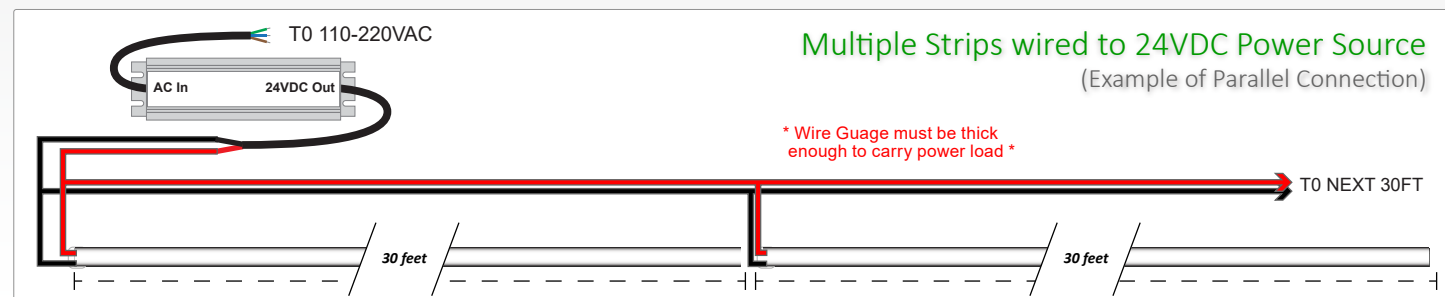 T0 110-220VAC
Multiple Strips wired to 24VDC Power Source
(Example of Parallel Connection)
AC In
24VDC Out
* Wire Guage must be thick
enough to carry power load *
T0 NEXT 30FT
30 feet
30 feet